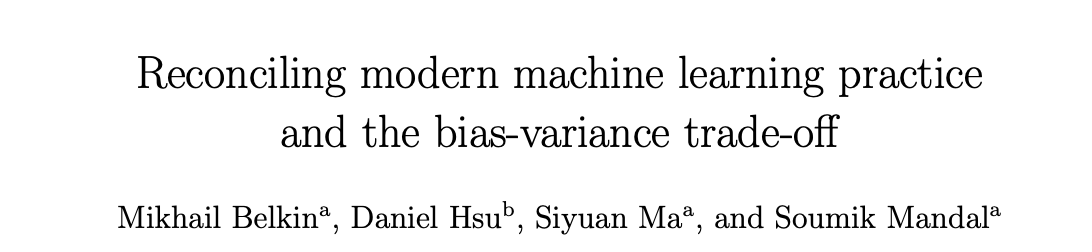 Reconciling modern machine learning practice
and the bias-variance trade-off
Mikhail Belkinᵃ, Daniel Hsuᵇ, Siyuan Maᵃ, and Soumik Mandalᵃ